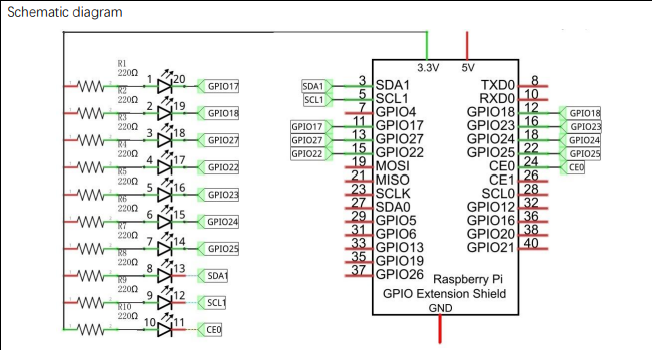 Schematic diagram
3.3V 5V
R1
220Ω
1 20 GPIO17
R2
220Ω
2 19 GPIO18
R3
220Ω
3 18 GPIO27
R4
220Ω
4 17 GPIO22
R5
220Ω
5 16 GPIO23
R6
220Ω
6 15 GPIO24
R7
220Ω
7 14 GPIO25
R8
220Ω
8 13 SDA1
R9
220Ω
9 12 SCL1
R10
220Ω
10 11 CE0
SDA1 3 SDA1 TXD0 8
SCL1 5 SCL1 RXD0 10
7 GPIO4 GPIO18 12 GPIO18
GPIO17 11 GPIO17 GPIO23 16 GPIO23
GPIO27 13 GPIO27 GPIO24 18 GPIO24
GPIO22 15 GPIO22 GPIO25 22 GPIO25
19 MOSI CE0 24 CE0
21 MISO CE1 26
23 SCLK SCL0 28
27 SDA0 GPIO12 32
29 GPIO5 GPIO16 36
31 GPIO6 GPIO20 38
33 GPIO13 GPIO21 40
35 GPIO19
37 GPIO26
Raspberry Pi
GPIO Extension Shield
GND